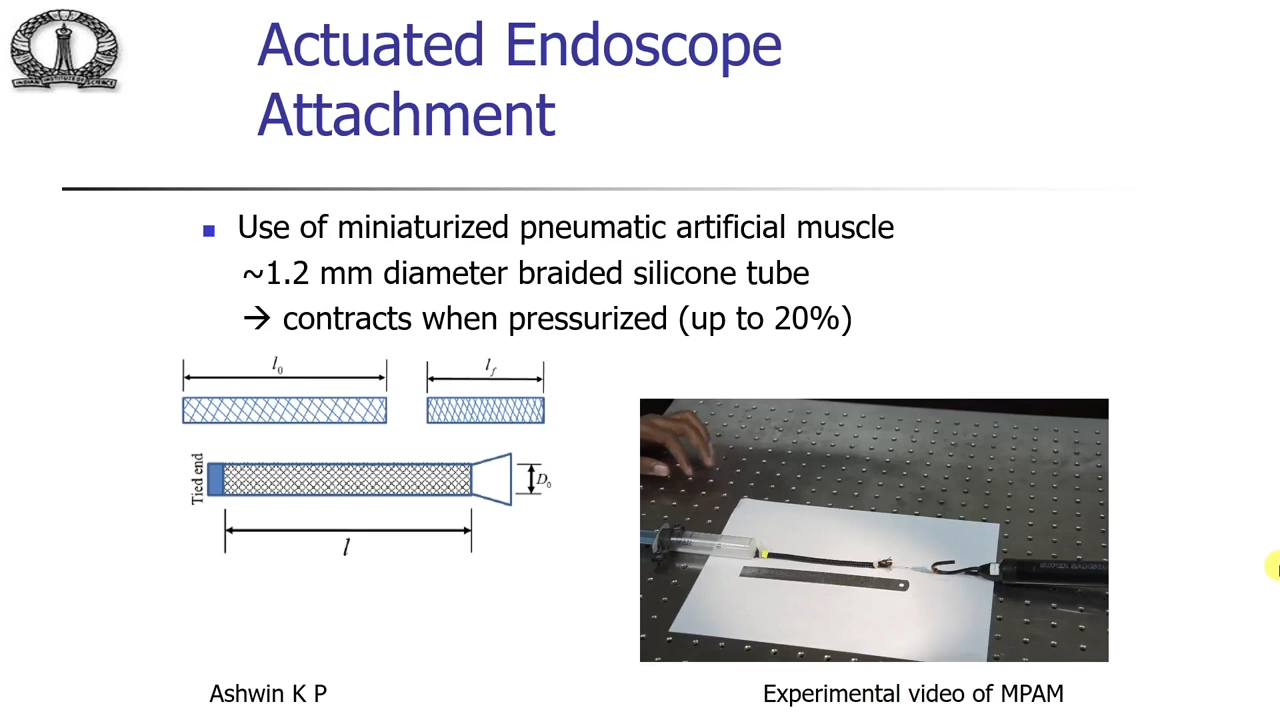 Actuated Endoscope
Attachment
Use of miniaturized pneumatic artificial muscle
~1.2 mm diameter braided silicone tube
→ contracts when pressurized (up to 20%)
l₀
l_f
Tied end
D₀
l
Ashwin K P
Experimental video of MPAM